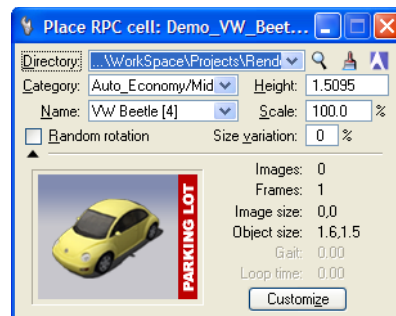 Place RPC cell: Demo_VW_Beet...
Directory: ...\WorkSpace\Projects\Rend
Category: Auto_Economy/Mid Height: 1.5095
Name: VW Beetle [4] Scale: 100.0 %
Random rotation Size variation: 0 %
Images: 0
Frames: 1
Image size: 0,0
Object size: 1.6,1.5
Gait: 0.00
Loop time: 0.00
Customize
PARKING LOT